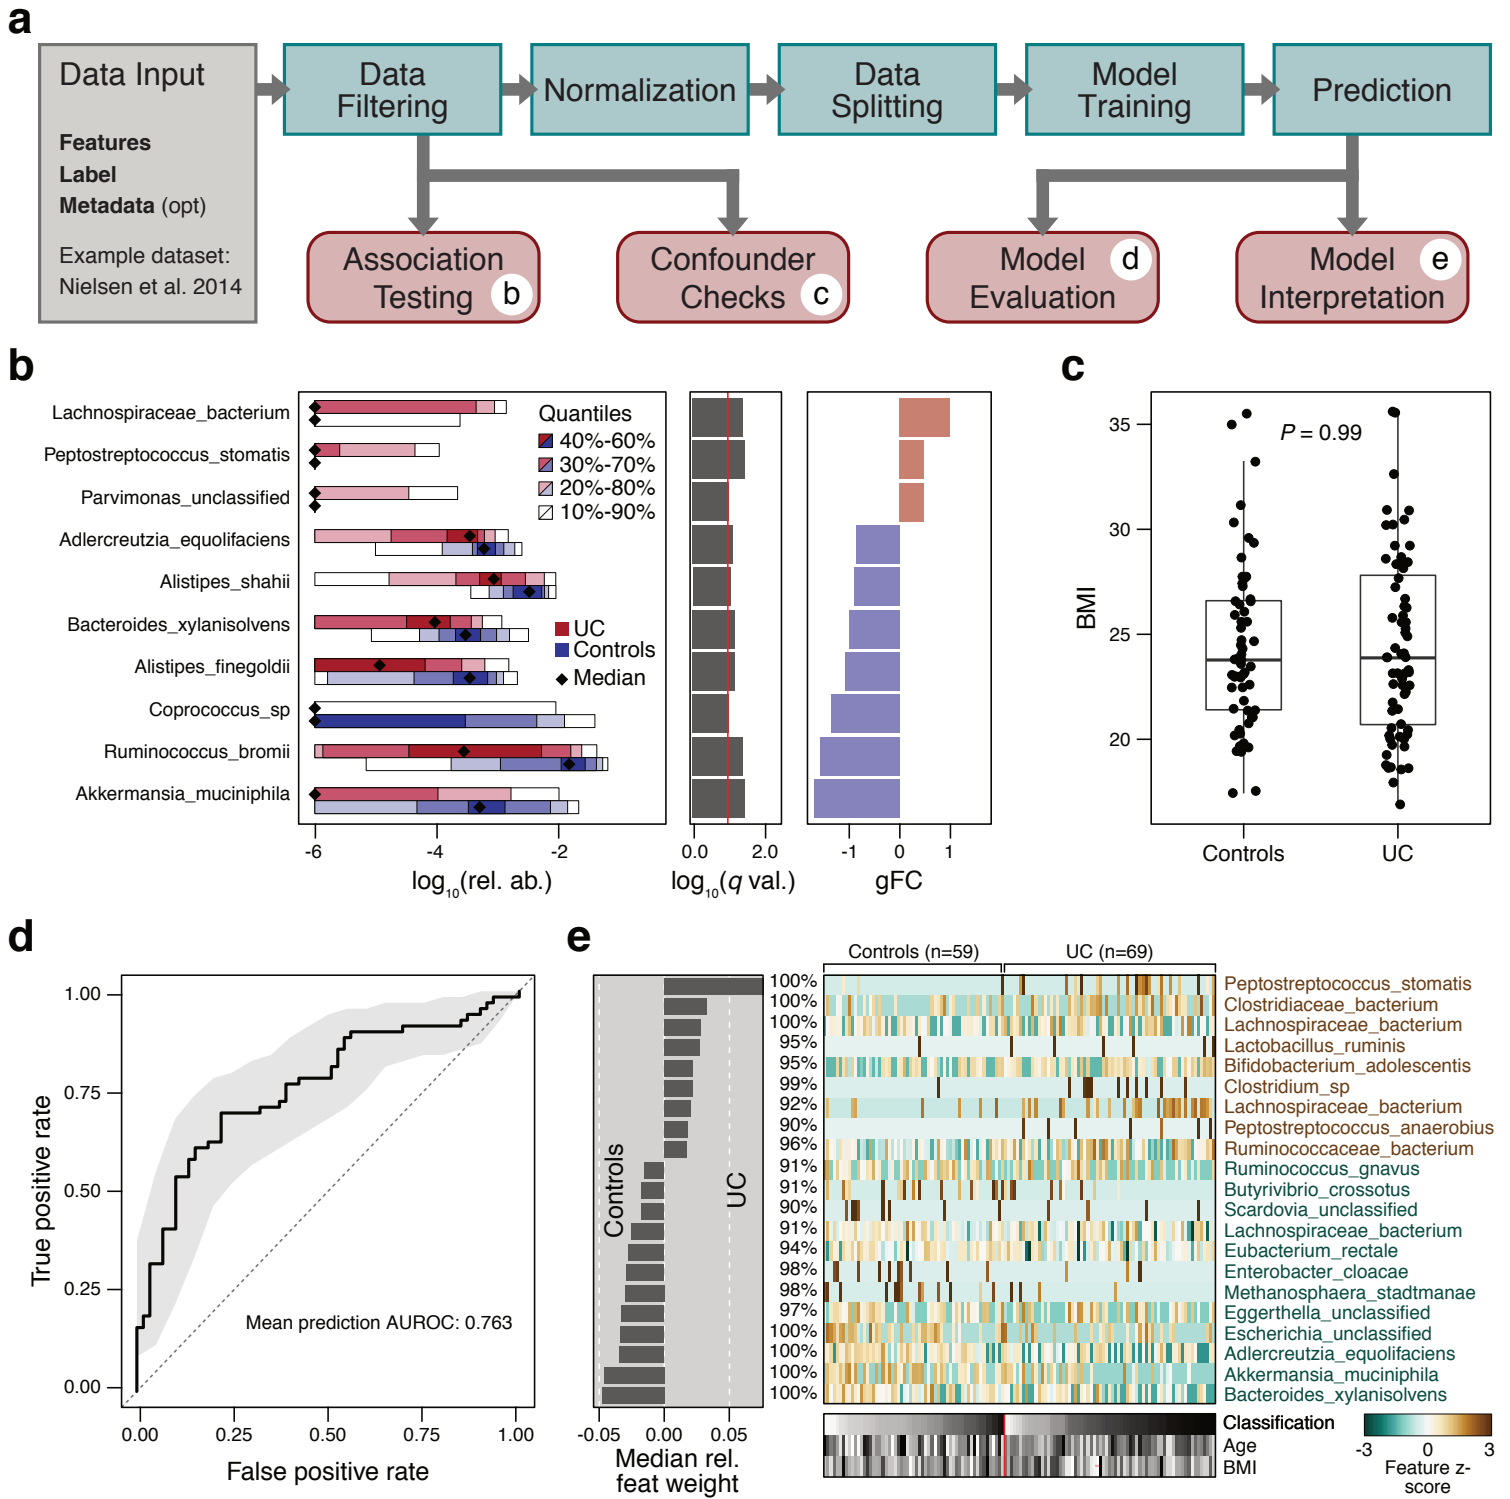 a
Data Input
Features
Label
Metadata (opt)
Example dataset:
Nielsen et al. 2014
Data
Filtering
Normalization
Data
Splitting
Model
Training
Prediction
Association
Testing
b
Confounder
Checks
c
Model
Evaluation
d
Model
Interpretation
e
b
Lachnospiraceae_bacterium
Peptostreptococcus_stomatis
Parvimonas_unclassified
Adlercreutzia_equolifaciens
Alistipes_shahii
Bacteroides_xylanisolvens
Alistipes_finegoldii
Coprococcus_sp
Ruminococcus_bromii
Akkermansia_muciniphila
Quantiles
40%-60%
30%-70%
20%-80%
10%-90%
UC
Controls
Median
-6 -4 -2
log₁₀(rel. ab.)
0.0 2.0
log₁₀(q val.)
-1 0 1
gFC
c
P = 0.99
BMI
35
30
25
20
Controls UC
d
True positive rate
1.00
0.75
0.50
0.25
0.00
Mean prediction AUROC: 0.763
0.00 0.25 0.50 0.75 1.00
False positive rate
e
Controls (n=59) UC (n=69)
Controls
UC
100% Peptostreptococcus_stomatis
100% Clostridiaceae_bacterium
100% Lachnospiraceae_bacterium
95% Lactobacillus_ruminis
95% Bifidobacterium_adolescentis
99% Clostridium_sp
92% Lachnospiraceae_bacterium
90% Peptostreptococcus_anaerobius
96% Ruminococcaceae_bacterium
91% Ruminococcus_gnavus
91% Butyrivibrio_crossotus
90% Scardovia_unclassified
91% Lachnospiraceae_bacterium
94% Eubacterium_rectale
98% Enterobacter_cloacae
98% Methanosphaera_stadtmanae
97% Eggerthella_unclassified
100% Escherichia_unclassified
100% Adlercreutzia_equolifaciens
100% Akkermansia_muciniphila
100% Bacteroides_xylanisolvens
-0.05 0.00 0.05
Median rel.
feat weight
Classification
Age
BMI
-3 0 3
Feature z-
score